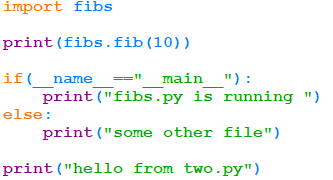 import fibs
print(fibs.fib(10))
if(__name__=="__main__"):
    print("fibs.py is running ")
else:
    print("some other file")
print("hello from two.py")